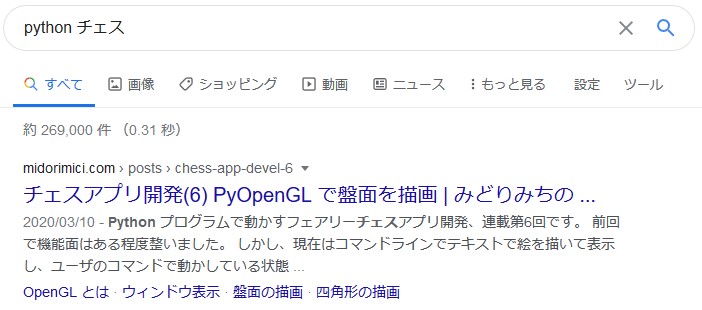 python チェス
すべて 画像 ショッピング 動画 ニュース もっと見る 設定 ツール
約 269,000 件 （0.31 秒）
midorimici.com › posts › chess-app-devel-6
チェスアプリ開発(6) PyOpenGL で盤面を描画 | みどりみちの ...
2020/03/10 - Python プログラムで動かすフェアリーチェスアプリ開発、連載第6回です。 前回
で機能面はある程度整いました。 しかし、現在はコマンドラインでテキストで絵を描いて表示
し、ユーザのコマンドで動かしている状態 ...
OpenGL とは · ウィンドウ表示 · 盤面の描画 · 四角形の描画